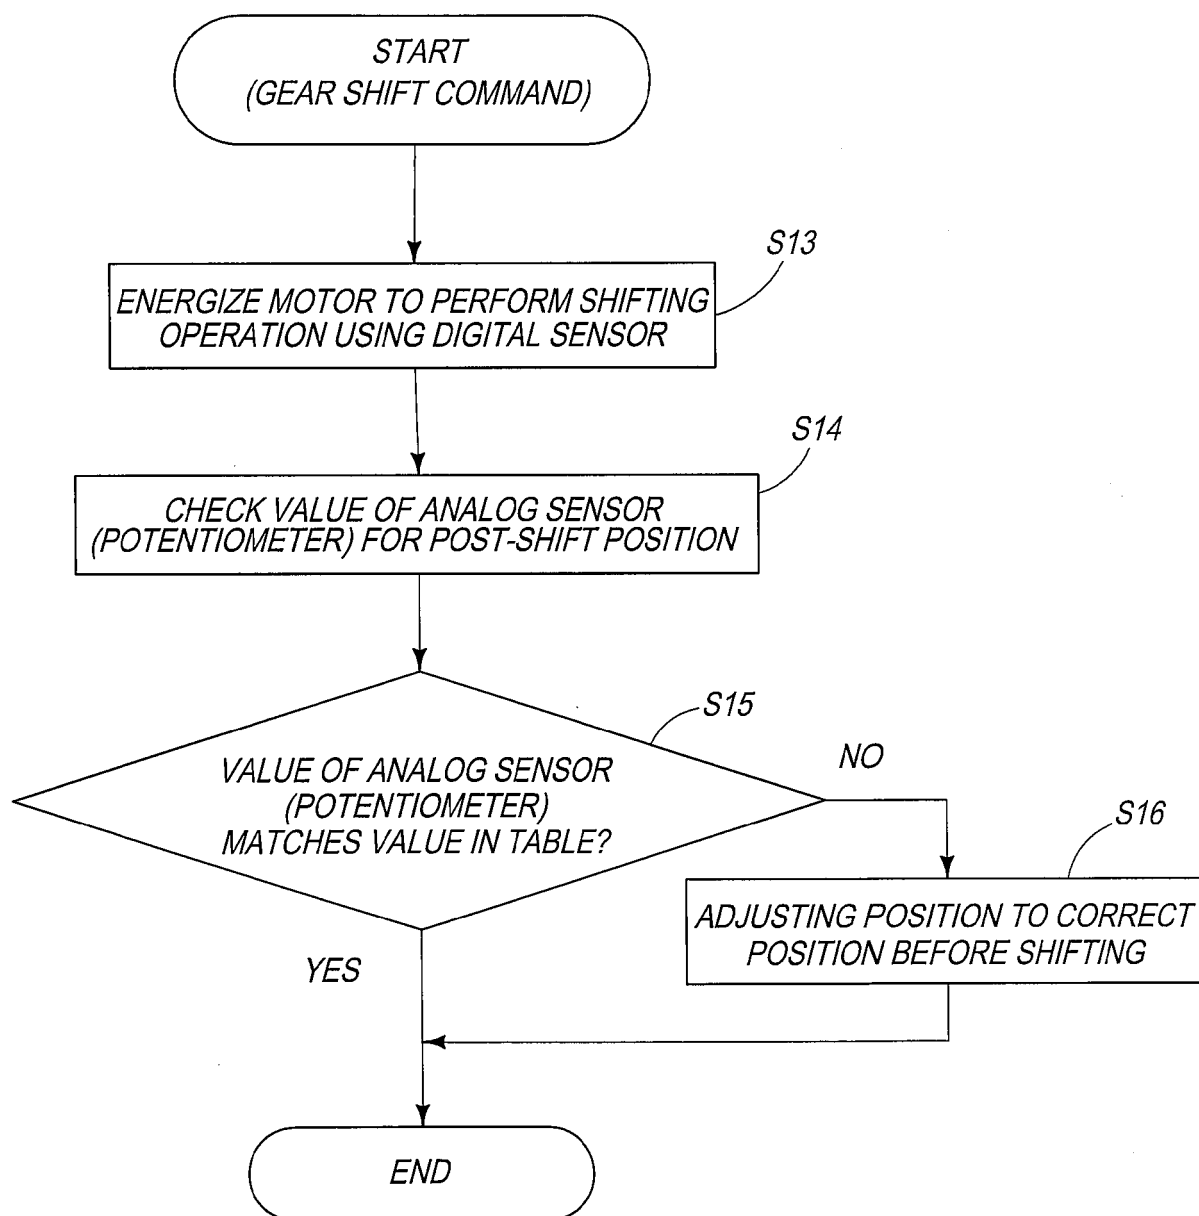 START
(GEAR SHIFT COMMAND)
S13
ENERGIZE MOTOR TO PERFORM SHIFTING
OPERATION USING DIGITAL SENSOR
S14
CHECK VALUE OF ANALOG SENSOR
(POTENTIOMETER) FOR POST-SHIFT POSITION
S15
VALUE OF ANALOG SENSOR
(POTENTIOMETER)
MATCHES VALUE IN TABLE?
NO
S16
ADJUSTING POSITION TO CORRECT
POSITION BEFORE SHIFTING
YES
END